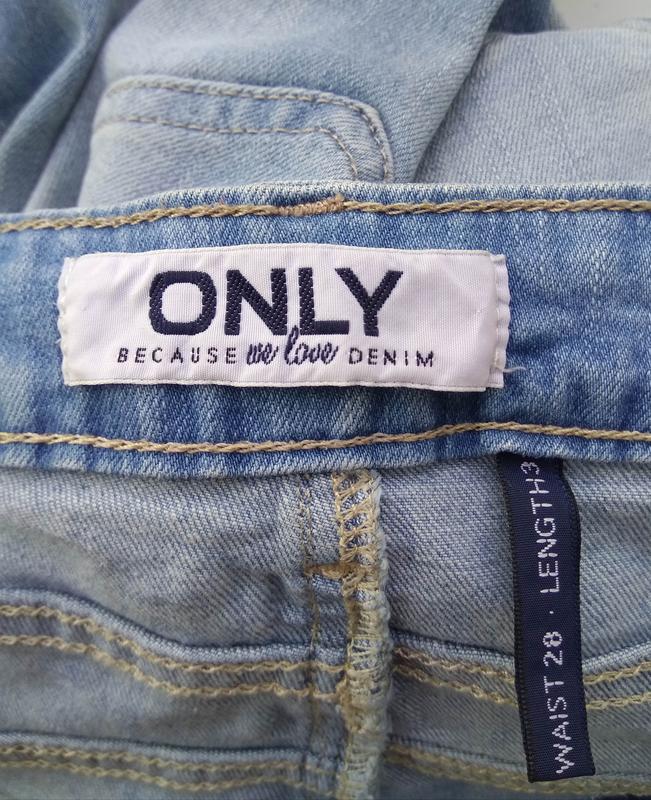 ONLY
BECAUSE we love DENIM
WAIST 28 · LENGTH